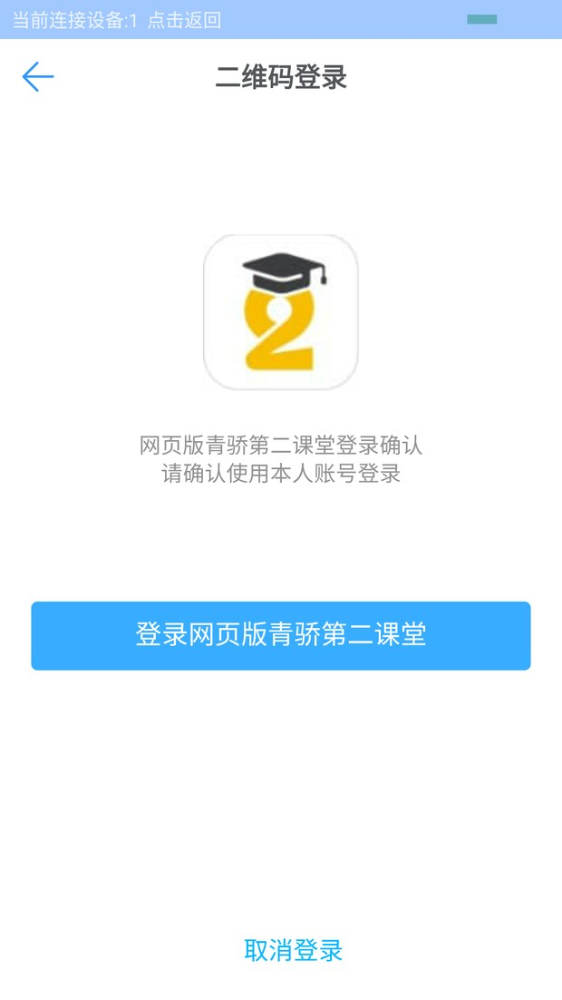 当前连接设备:1 点击返回
二维码登录
2
网页版青骄第二课堂登录确认
请确认使用本人账号登录
登录网页版青骄第二课堂
取消登录